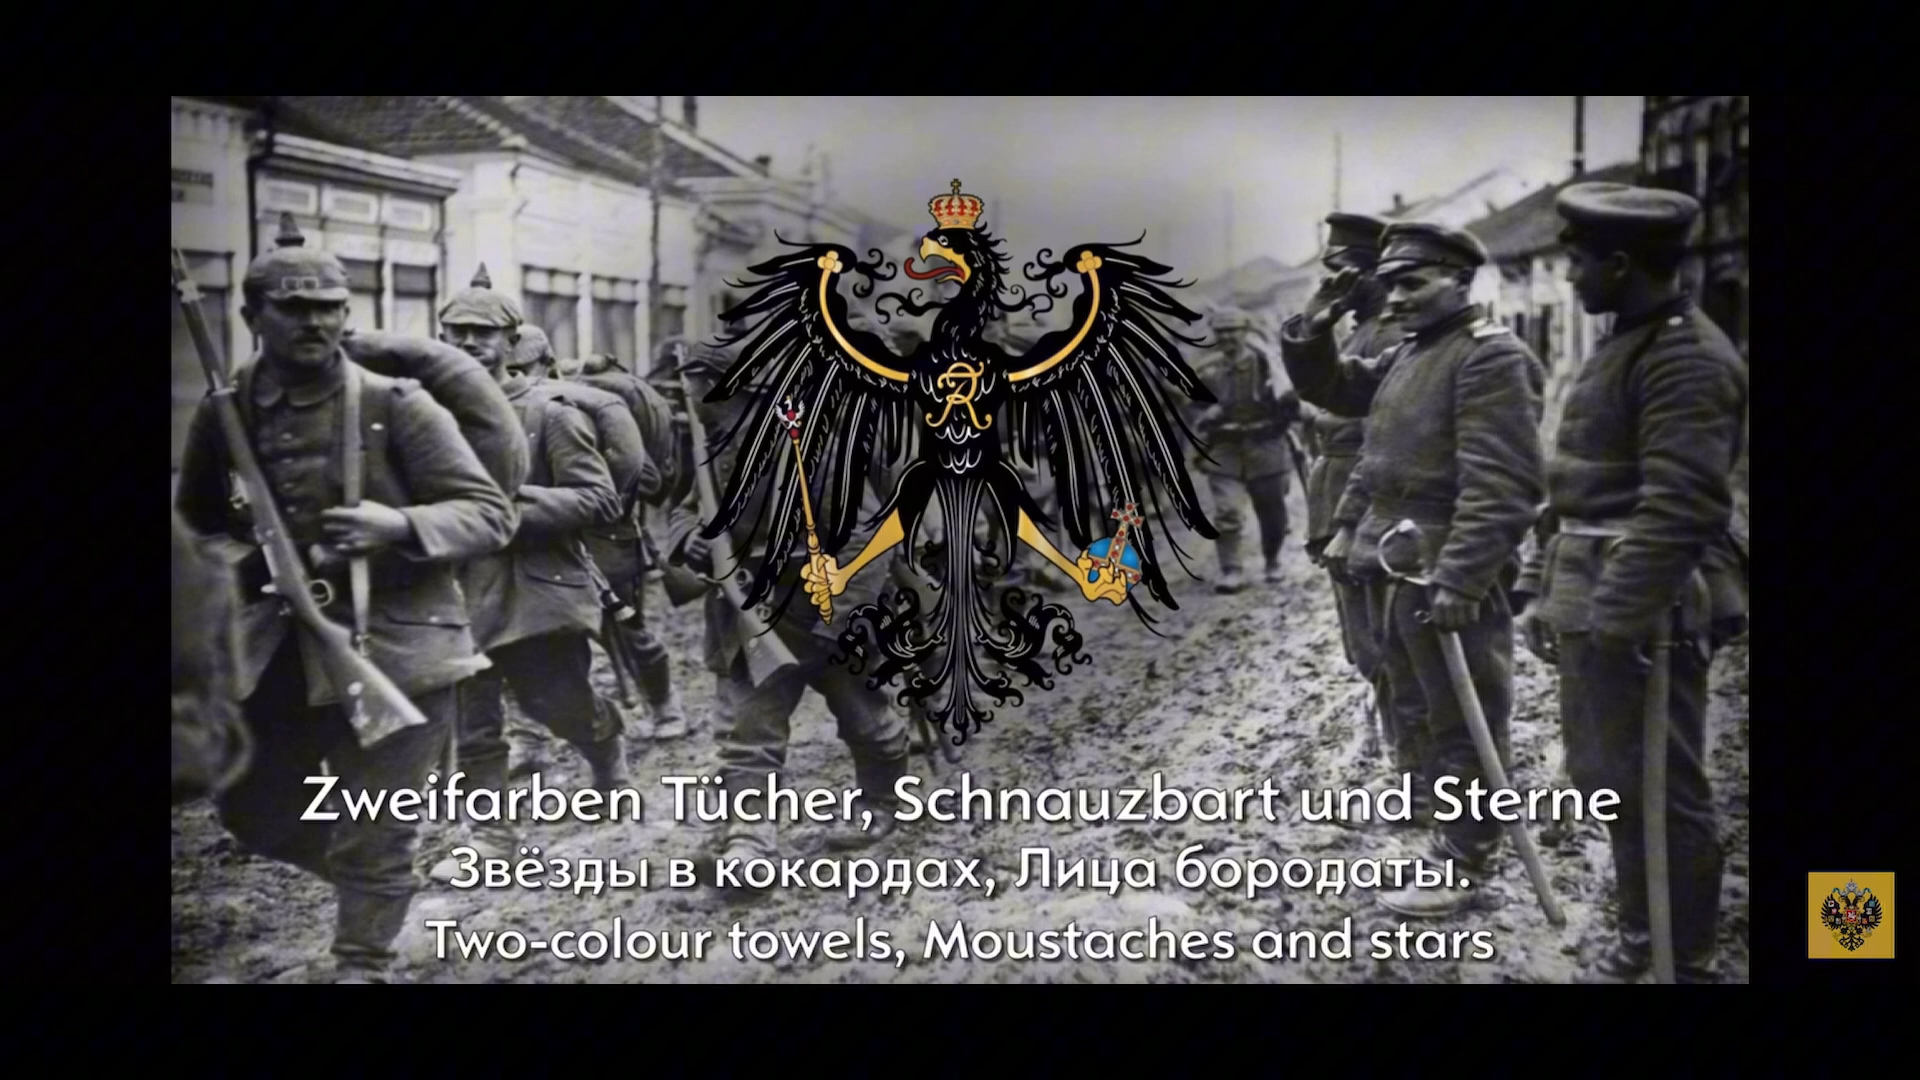 Zweifarben Tücher, Schnauzbart und Sterne
Звёзды в кокардах, Лица бородаты.
Two-colour towels, Moustaches and stars